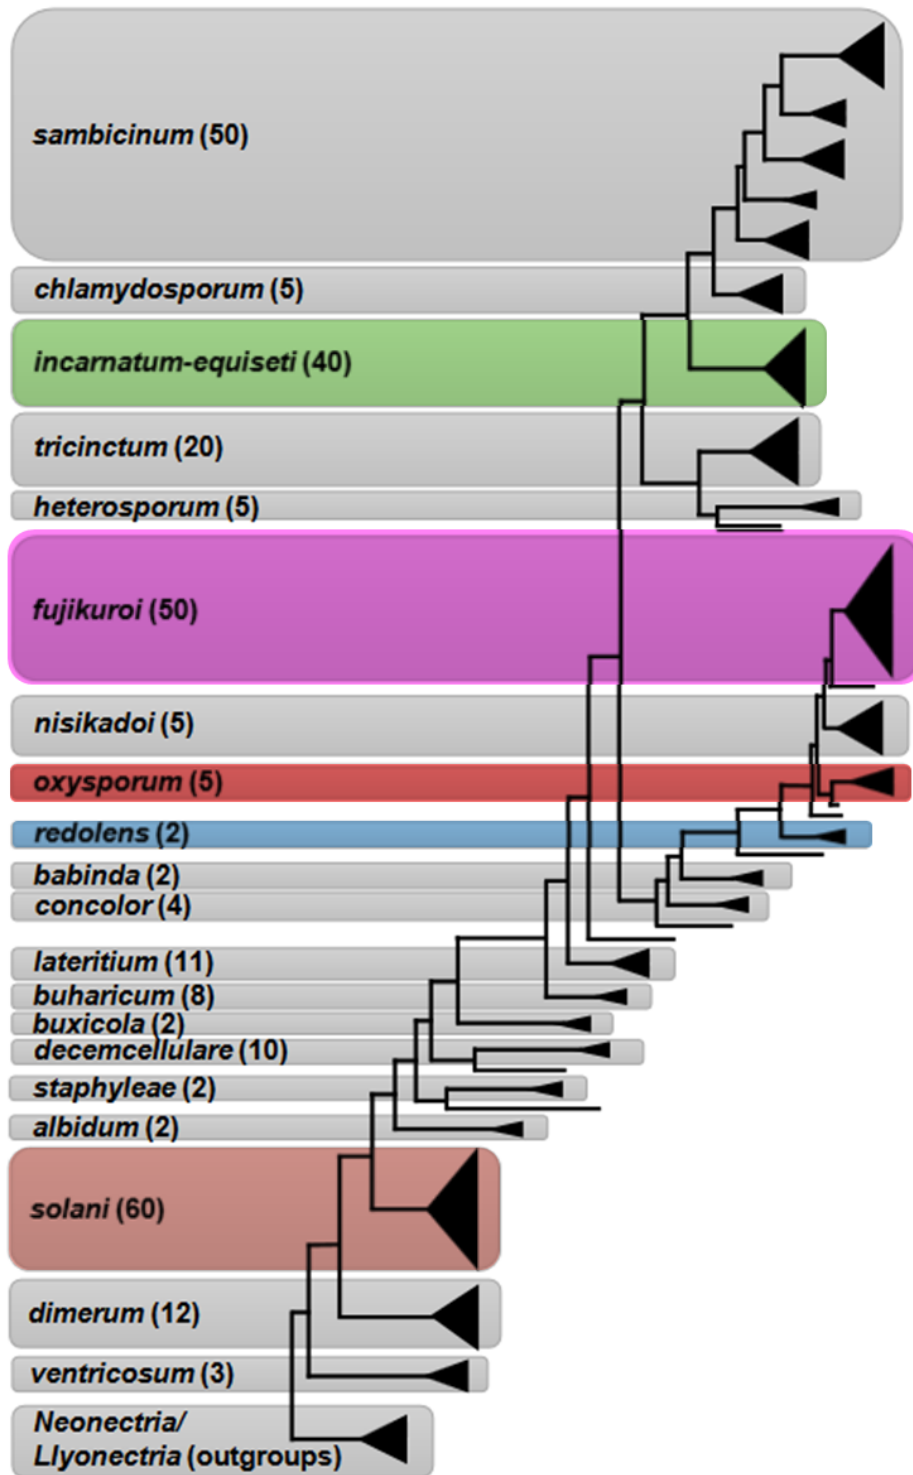 sambicinum (50)
chlamydosporum (5)
incarnatum-equiseti (40)
tricinctum (20)
heterosporum (5)
fujikuroi (50)
nisikadoi (5)
oxysporum (5)
redolens (2)
babinda (2)
concolor (4)
lateritium (11)
buharicum (8)
buxicola (2)
decemcellulare (10)
staphyleae (2)
albidum (2)
solani (60)
dimerum (12)
ventricosum (3)
Neonectria/
Llyonectria (outgroups)